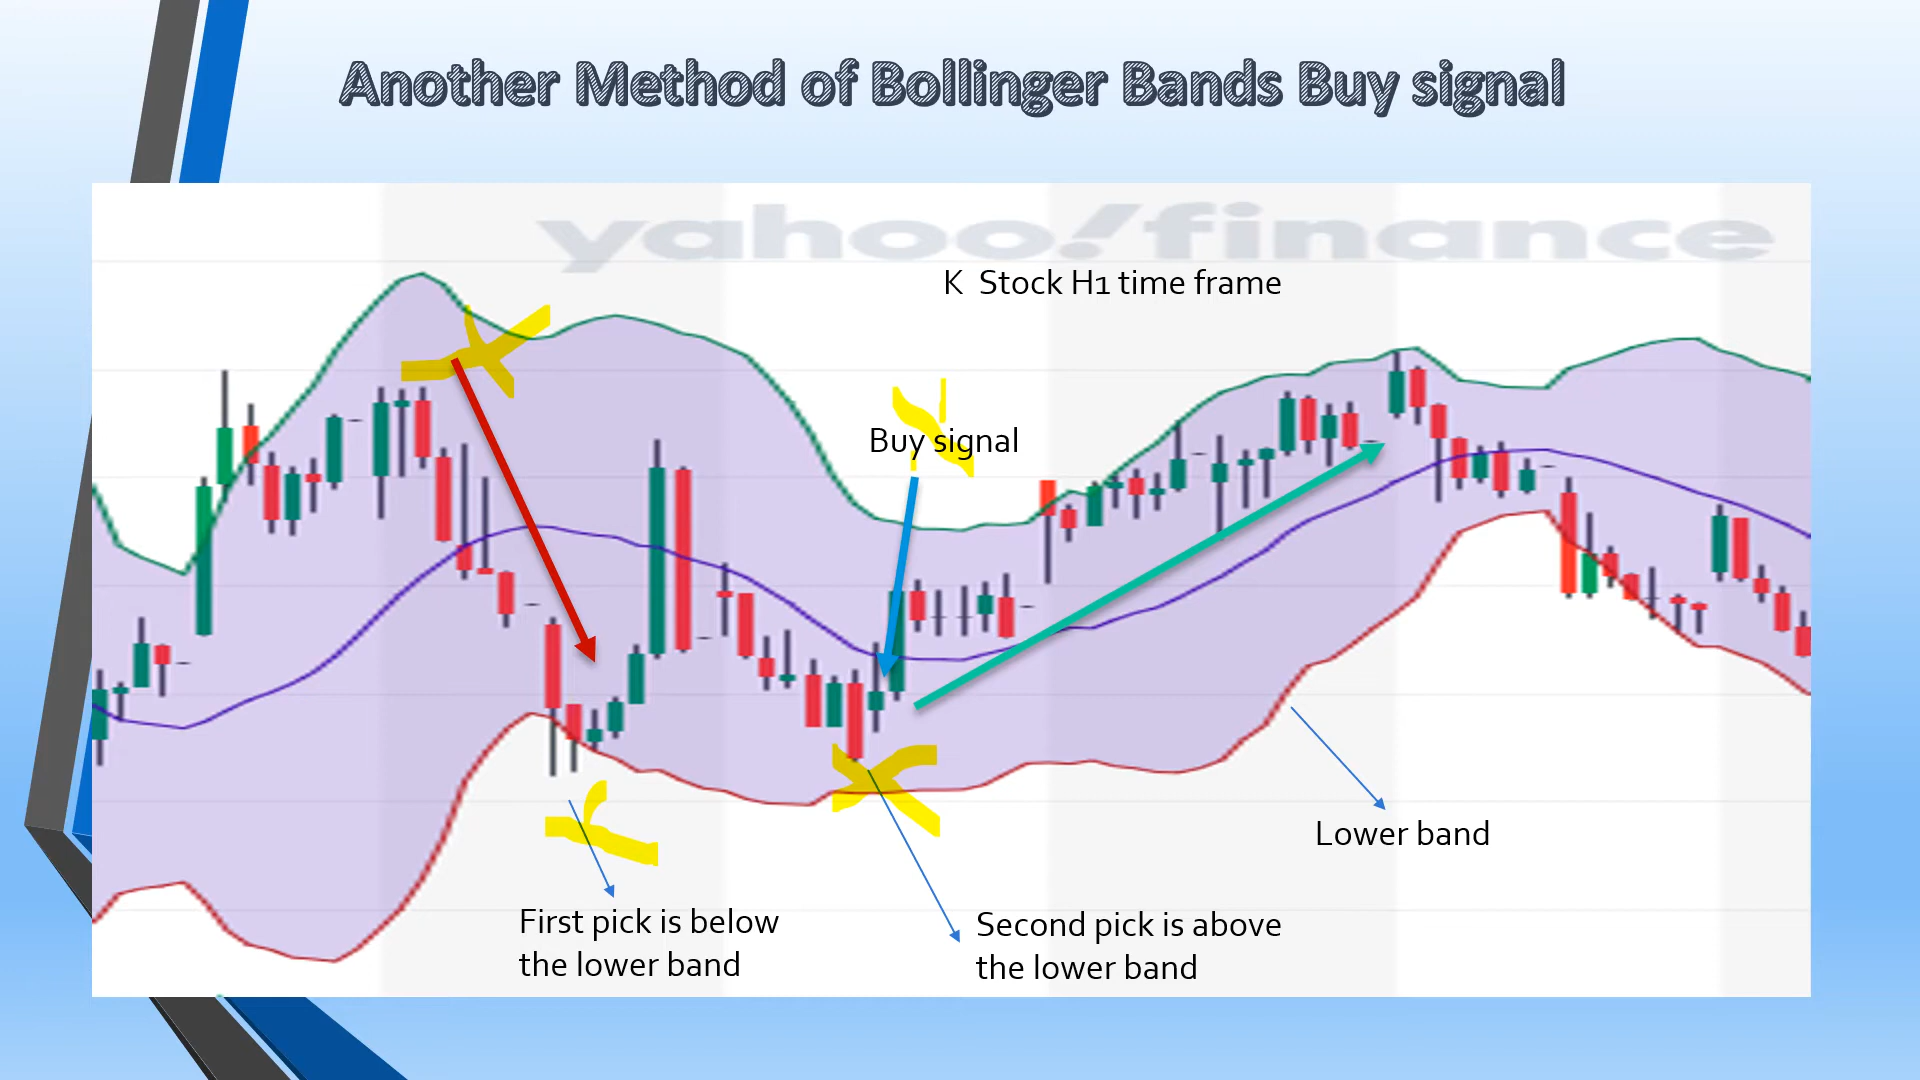 Another Method of Bollinger Bands Buy signal
yahoo!finance
K Stock H1 time frame
Buy signal
Lower band
First pick is below
the lower band
Second pick is above
the lower band